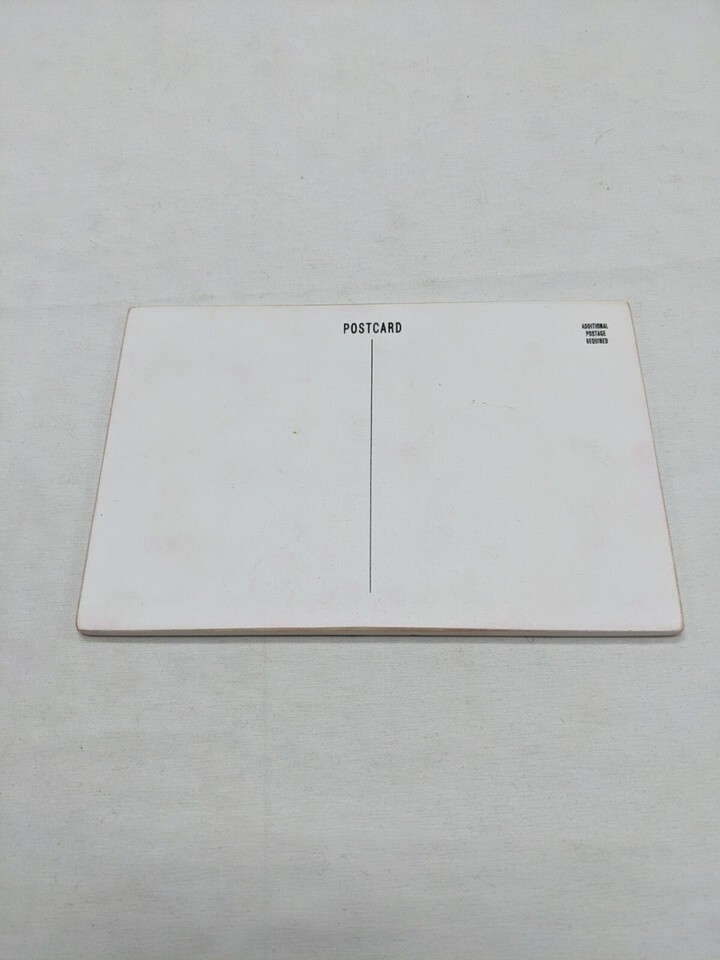 POSTCARD
ADDITIONAL
POSTAGE
REQUIRED